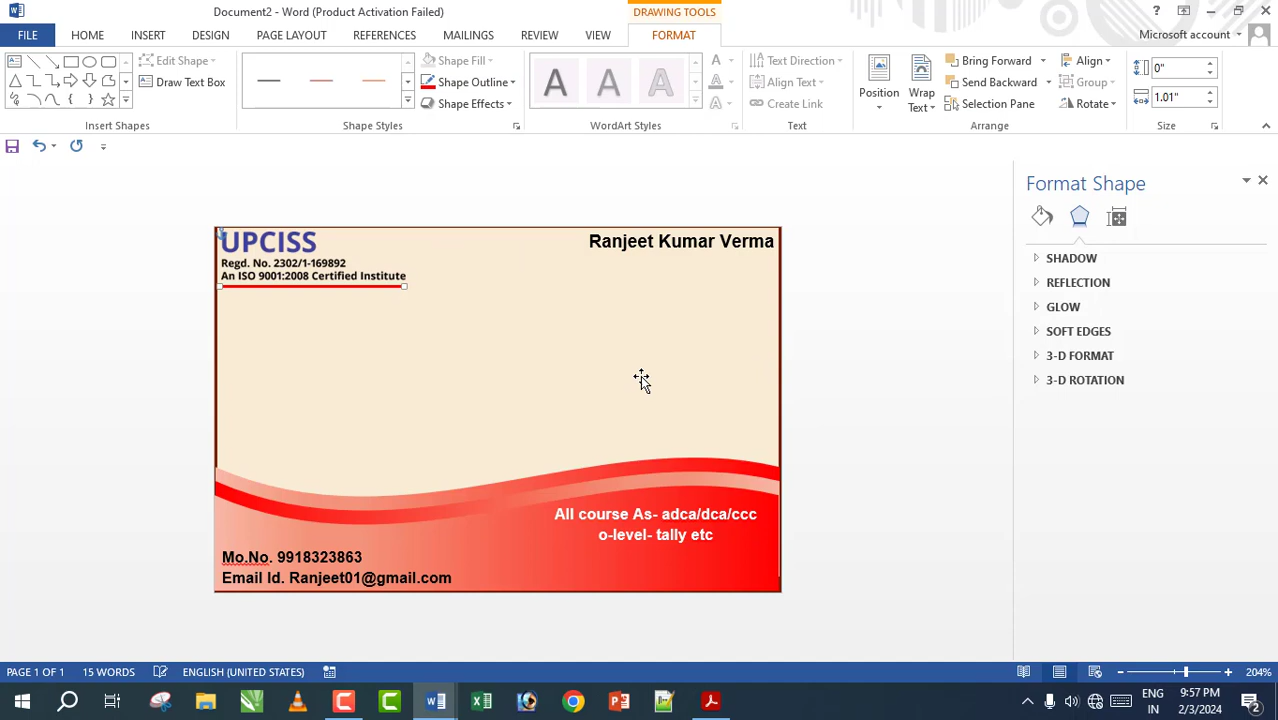 Document2 - Word (Product Activation Failed)
DRAWING TOOLS
?
FILE
HOME
INSERT
DESIGN
PAGE LAYOUT
REFERENCES
MAILINGS
REVIEW
VIEW
FORMAT
Microsoft account
Edit Shape
Draw Text Box
Insert Shapes
Shape Fill
Shape Outline
Shape Effects
Shape Styles
A A A
WordArt Styles
Text Direction
Align Text
Create Link
Text
Position
Wrap
Text
Bring Forward
Send Backward
Selection Pane
Align
Group
Rotate
Arrange
0"
1.01"
Size
Format Shape
SHADOW
REFLECTION
GLOW
SOFT EDGES
3-D FORMAT
3-D ROTATION
UPCISS
Regd. No. 2302/1-169892
An ISO 9001:2008 Certified Institute
Ranjeet Kumar Verma
All course As- adca/dca/ccc
o-level- tally etc
Mo.No. 9918323863
Email Id. Ranjeet01@gmail.com
PAGE 1 OF 1
15 WORDS
ENGLISH (UNITED STATES)
204%
ENG
IN
9:57 PM
2/3/2024
2